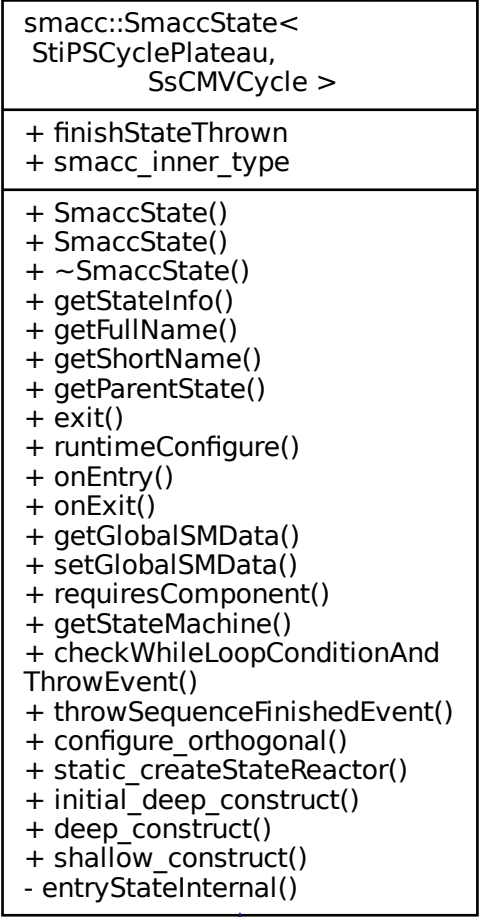 smacc::SmaccState<
StiPSCyclePlateau,
SsCMVCycle >
+ finishStateThrown
+ smacc_inner_type
+ SmaccState()
+ SmaccState()
+ ~SmaccState()
+ getStateInfo()
+ getFullName()
+ getShortName()
+ getParentState()
+ exit()
+ runtimeConfigure()
+ onEntry()
+ onExit()
+ getGlobalSMData()
+ setGlobalSMData()
+ requiresComponent()
+ getStateMachine()
+ checkWhileLoopConditionAnd
ThrowEvent()
+ throwSequenceFinishedEvent()
+ configure_orthogonal()
+ static_createStateReactor()
+ initial_deep_construct()
+ deep_construct()
+ shallow_construct()
- entryStateInternal()